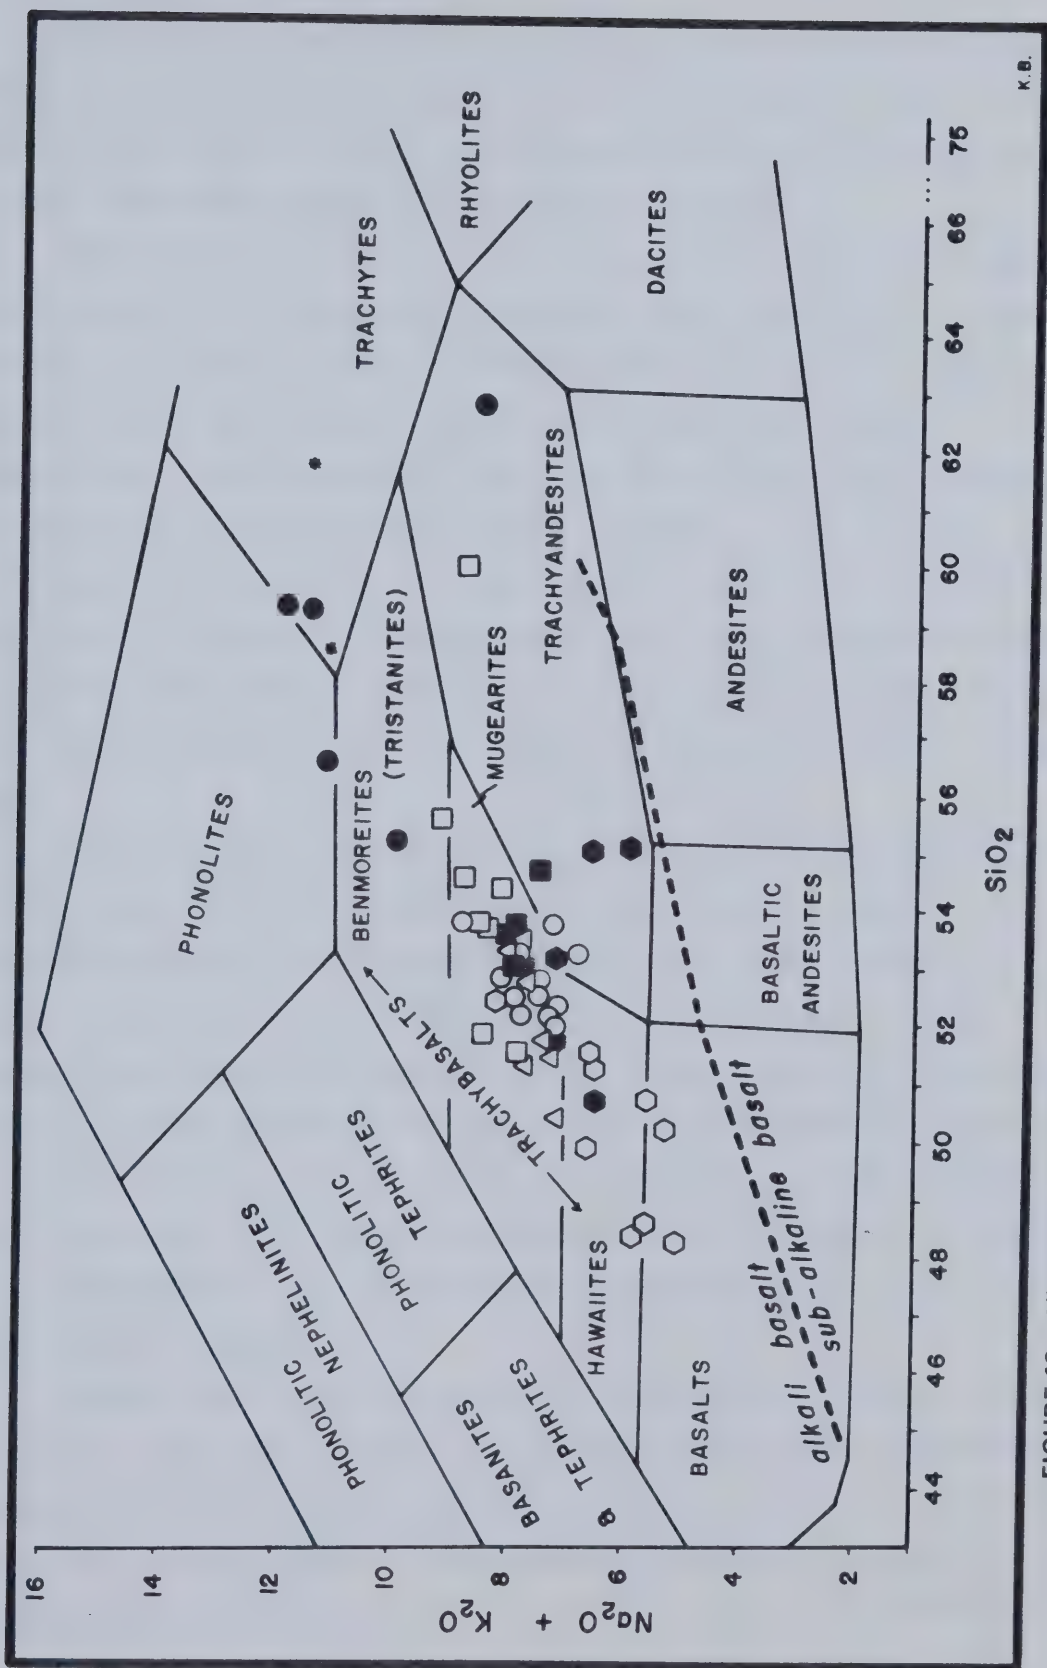 K.B.
PHONOLITES
TRACHYTES
RHYOLITES
PHONOLITIC
NEPHELINITES
PHONOLITIC
TEPHRITES
BENMOREITES
(TRISTANITES)
TRACHYBASALTS
MUGEARITES
TRACHYANDESITES
DACITES
BASANITES
& TEPHRITES
HAWAIITES
BASALTS
BASALTIC
ANDESITES
ANDESITES
alkali basalt
sub-alkaline basalt
16
14
12
10
8
6
4
2
Na₂O + K₂O
44
46
48
50
52
54
56
58
60
62
64
66
....
75
SiO₂